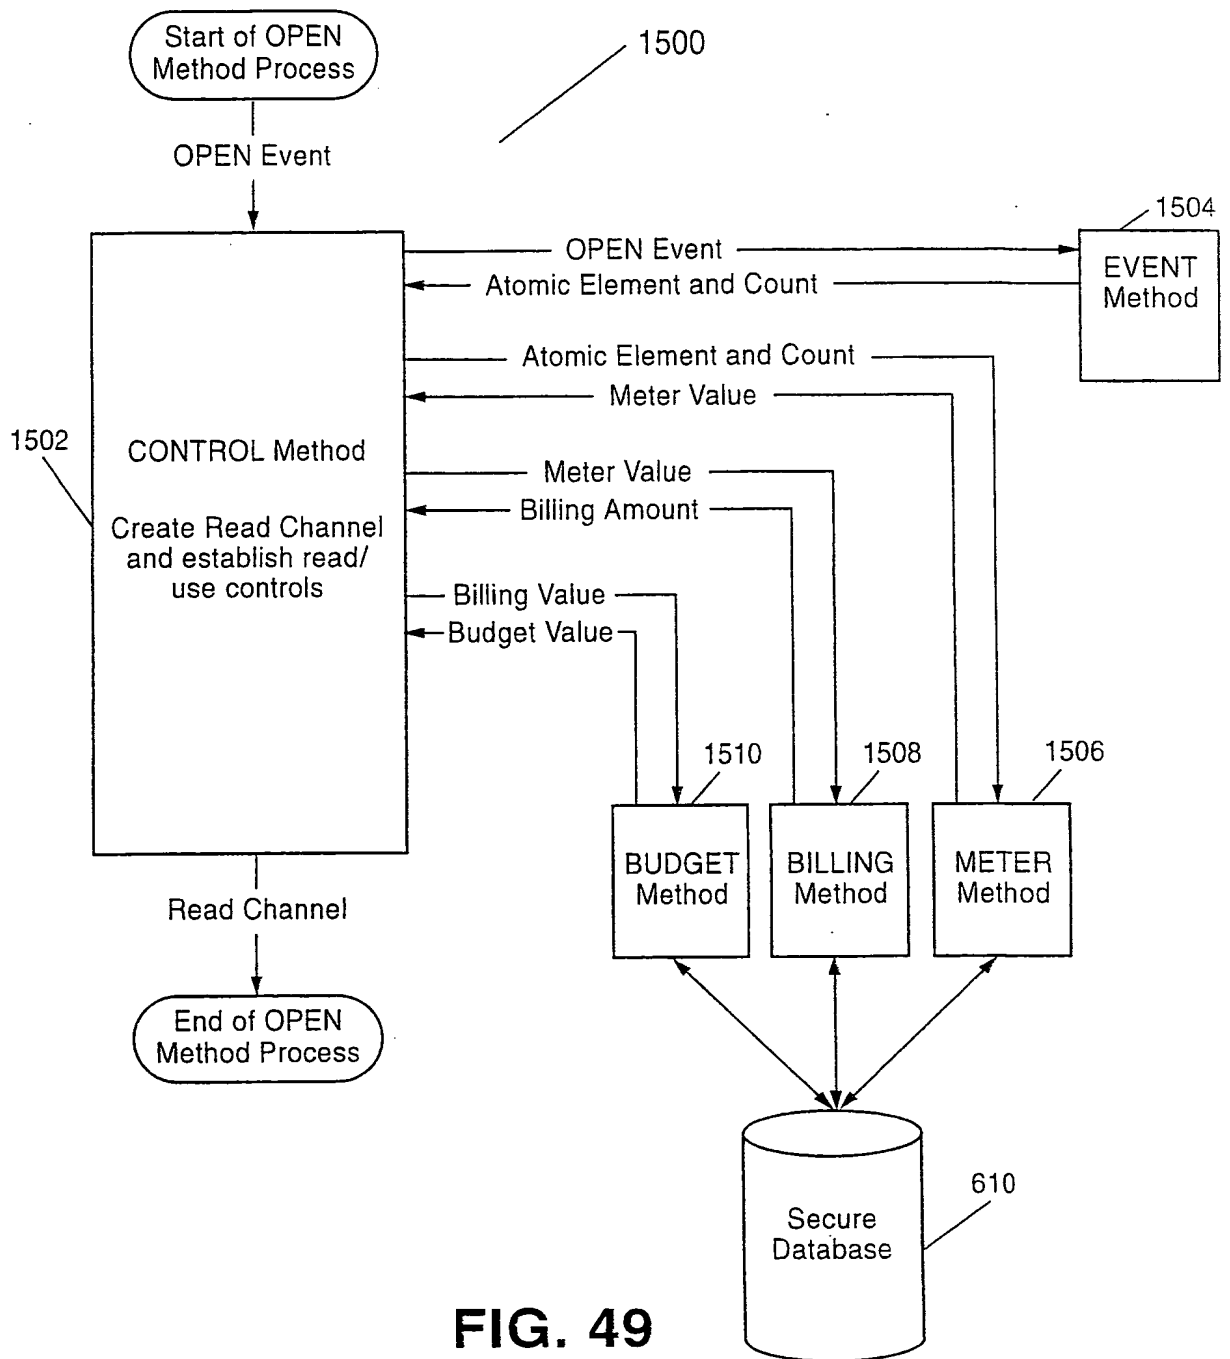 Start of OPEN
Method Process
1500
OPEN Event
1504
OPEN Event
EVENT
Method
Atomic Element and Count
Atomic Element and Count
Meter Value
1502
CONTROL Method
Meter Value
Billing Amount
Create Read Channel
and establish read/
use controls
Billing Value
Budget Value
1510
1508
1506
BUDGET
Method
BILLING
Method
METER
Method
Read Channel
End of OPEN
Method Process
610
Secure
Database
FIG. 49